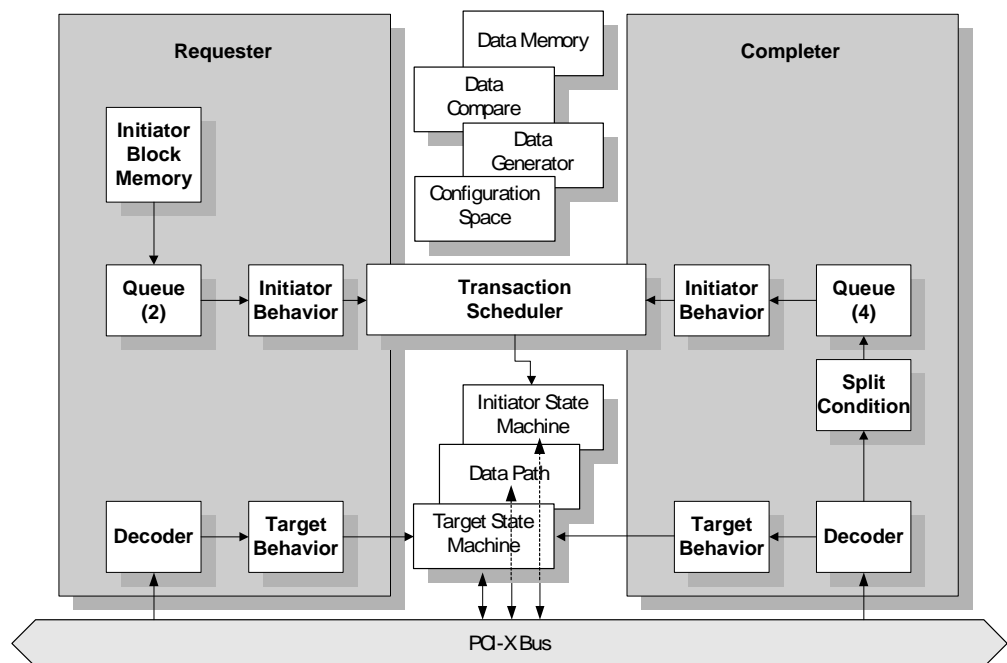 Requester
Data Memory
Completer
Data
Compare
Initiator
Block
Memory
Data
Generator
Configuration
Space
Queue
(2)
Initiator
Behavior
Transaction
Scheduler
Initiator
Behavior
Queue
(4)
Split
Condition
Initiator State
Machine
Data Path
Decoder
Target
Behavior
Target State
Machine
Target
Behavior
Decoder
PCI-X Bus